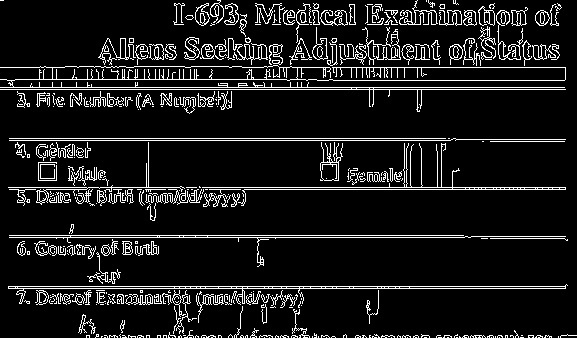 I-693, Medical Examination of
Aliens Seeking Adjustment of Status
3. File Number (A Number)
4. Gender
Male Female
5. Date of Birth (mm/dd/yyyy)
6. Country of Birth
7. Date of Examination (mm/dd/yyyy)